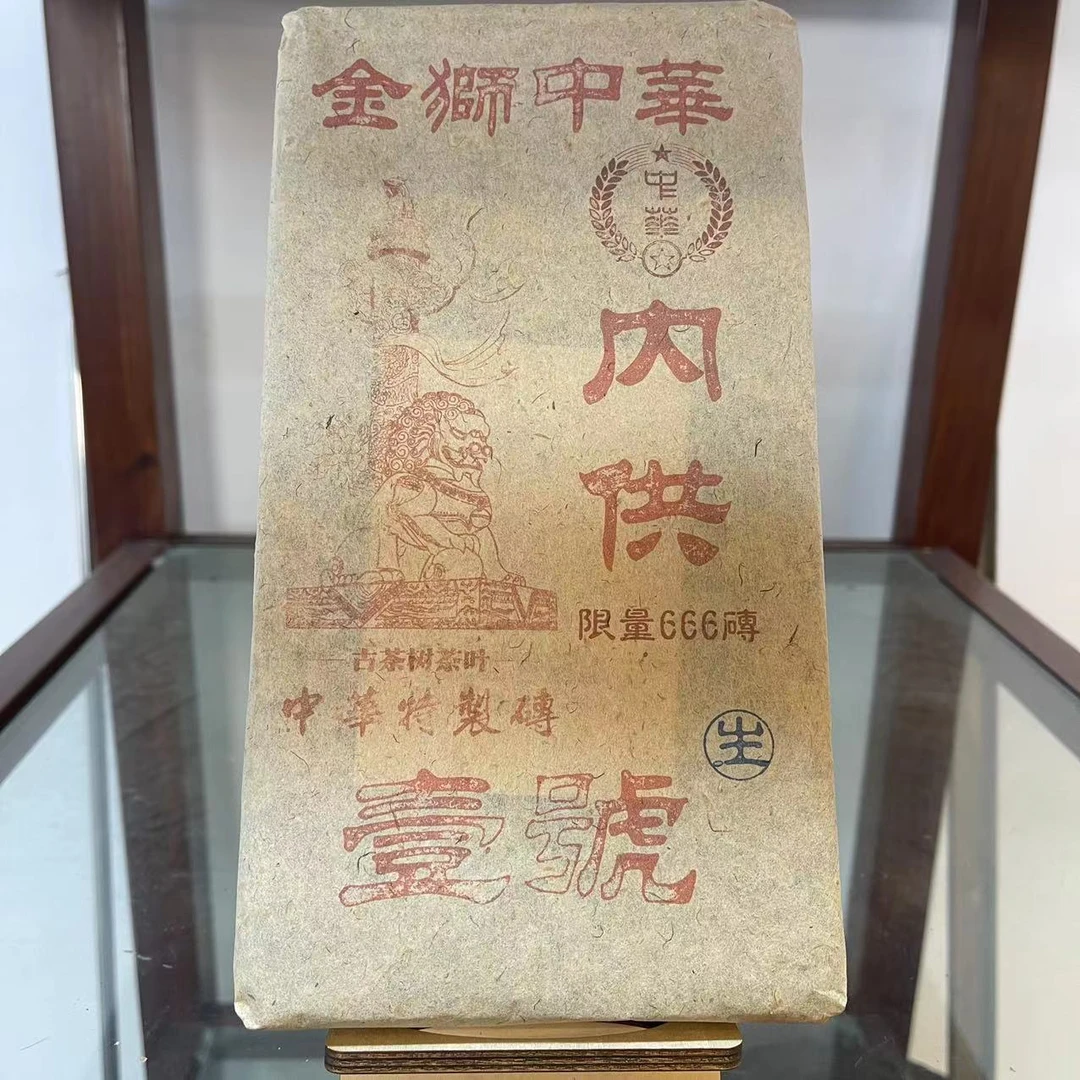 金獅中華
中華
内供
限量666磚
古茶树茶叶
中華特製磚
生
壹號